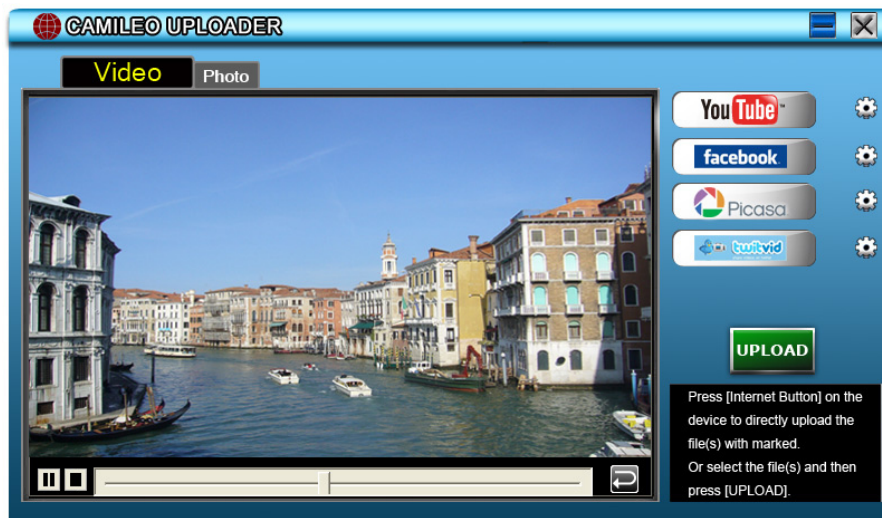 CAMILEO UPLOADER
Video
Photo
YouTube™
facebook.
Picasa
twitvid
UPLOAD
Press [Internet Button] on the
device to directly upload the
file(s) with marked.
Or select the file(s) and then
press [UPLOAD].